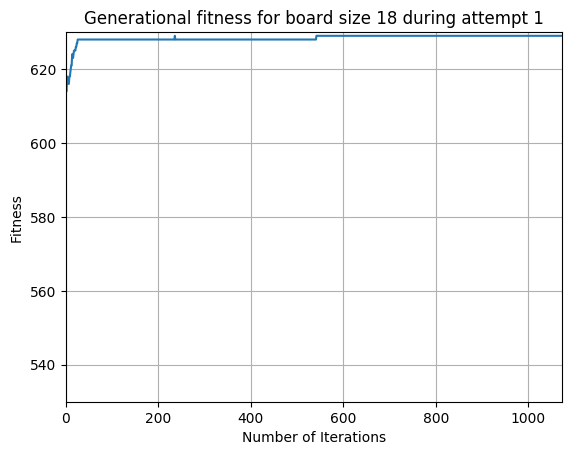 Generational fitness for board size 18 during attempt 1
620
600
580
560
540
Fitness
0 200 400 600 800 1000
Number of Iterations